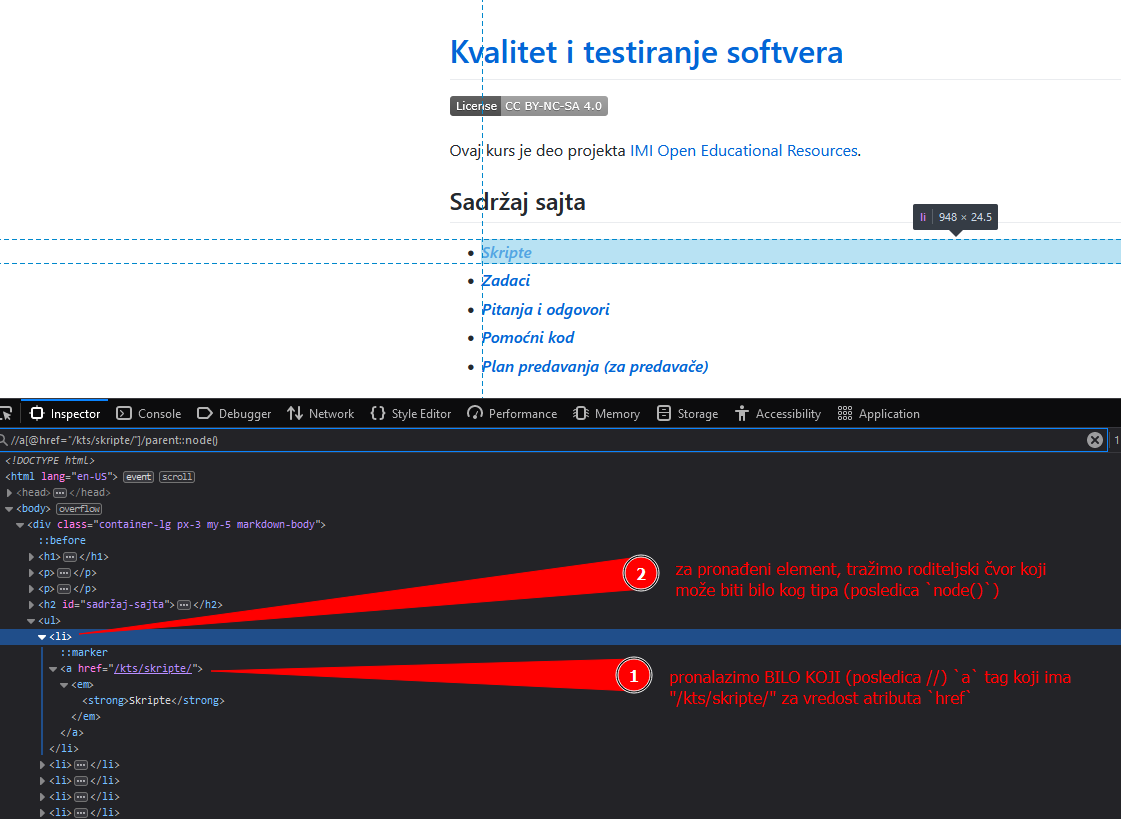 Kvalitet i testiranje softvera
License CC BY-NC-SA 4.0
Ovaj kurs je deo projekta IMI Open Educational Resources.
Sadržaj sajta
li 948 × 24.5
• Skripte
• Zadaci
• Pitanja i odgovori
• Pomoćni kod
• Plan predavanja (za predavače)
Inspector Console Debugger Network Style Editor Performance Memory Storage Accessibility Application
//a[@href="/kts/skripte/"]/parent::node() 1
<!DOCTYPE html>
<html lang="en-US"> event scroll
<head> ••• </head>
<body> overflow
<div class="container-lg px-3 my-5 markdown-body">
::before
<h1> ••• </h1>
<p> ••• </p>
<p> ••• </p>
<h2 id="sadržaj-sajta"> ••• </h2>
<ul>
<li>
::marker
<a href="/kts/skripte/">
<em>
<strong>Skripte</strong>
</em>
</a>
</li>
<li> ••• </li>
<li> ••• </li>
<li> ••• </li>
<li> ••• </li>
2 za pronađeni element, tražimo roditeljski čvor koji
može biti bilo kog tipa (posledica `node()`)
1 pronalazimo BILO KOJI (posledica //) `a` tag koji ima
"/kts/skripte/" za vredost atributa `href`